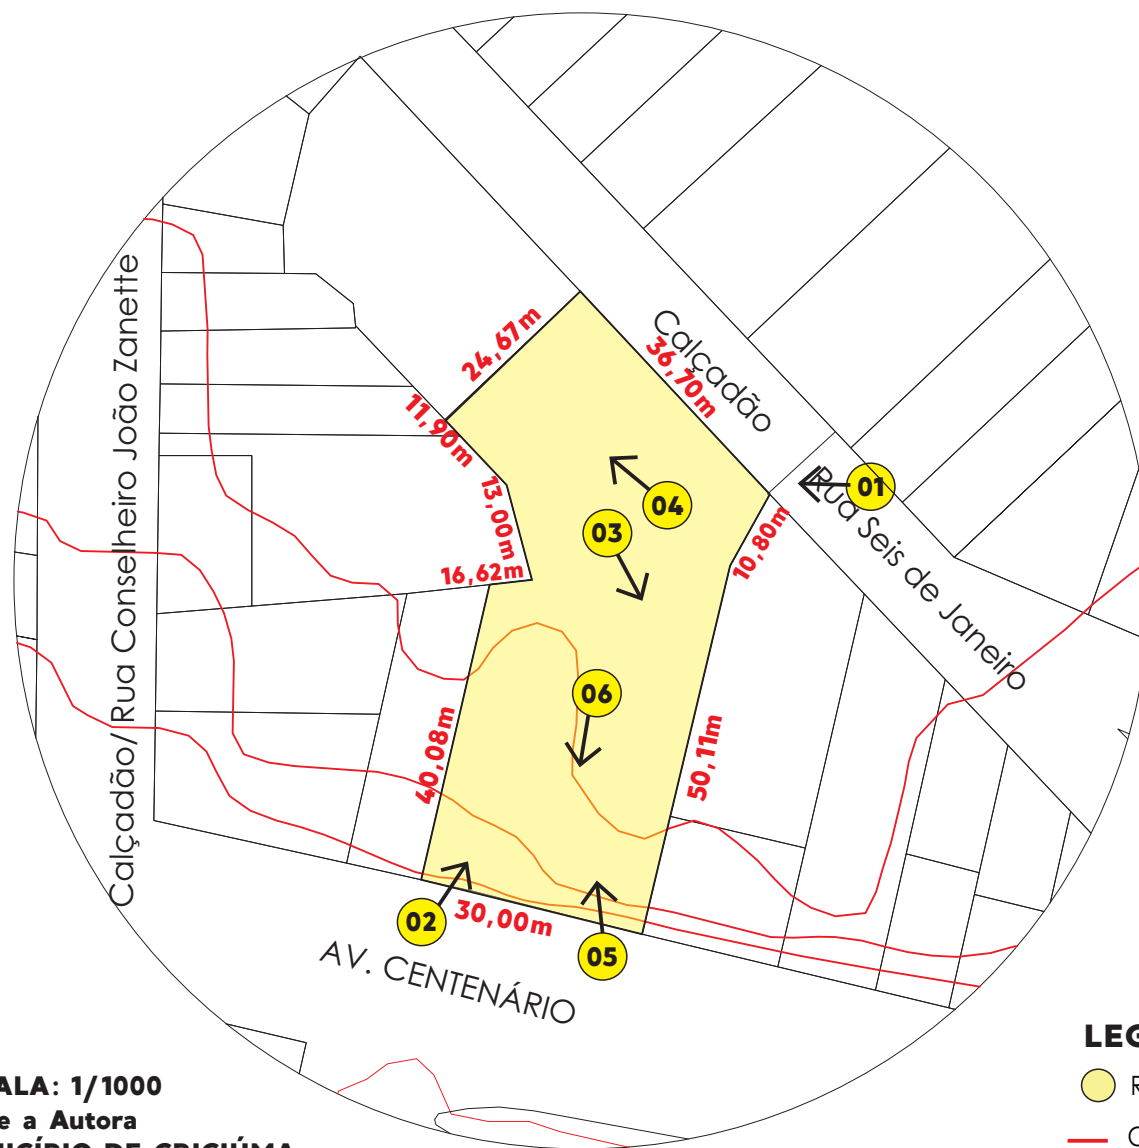 Calçadão/ Rua Conselheiro João Zanette
24,67m
Calçadão
36,70m
11,90m
13,00m
16,62m
04
01
Rua Seis de Janeiro
03
10,80m
06
40,08m
50,11m
02
30,00m
05
AV. CENTENÁRIO
LEG
ALA: 1/1000
e a Autora